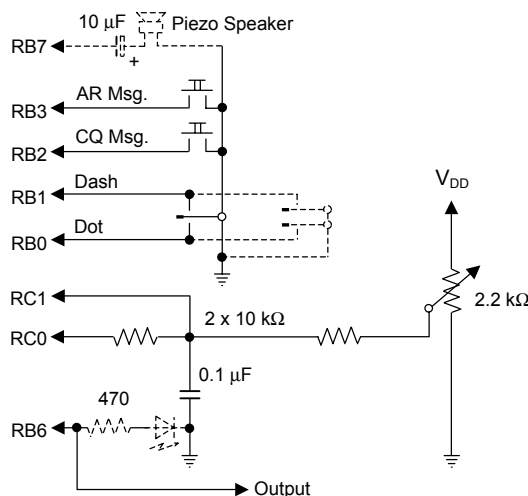 10 μF
Piezo Speaker
+
RB7
AR Msg.
RB3
CQ Msg.
RB2
Dash
RB1
VDD
Dot
RB0
RC1
2.2 kΩ
2 x 10 kΩ
RC0
0.1 μF
470
RB6
Output